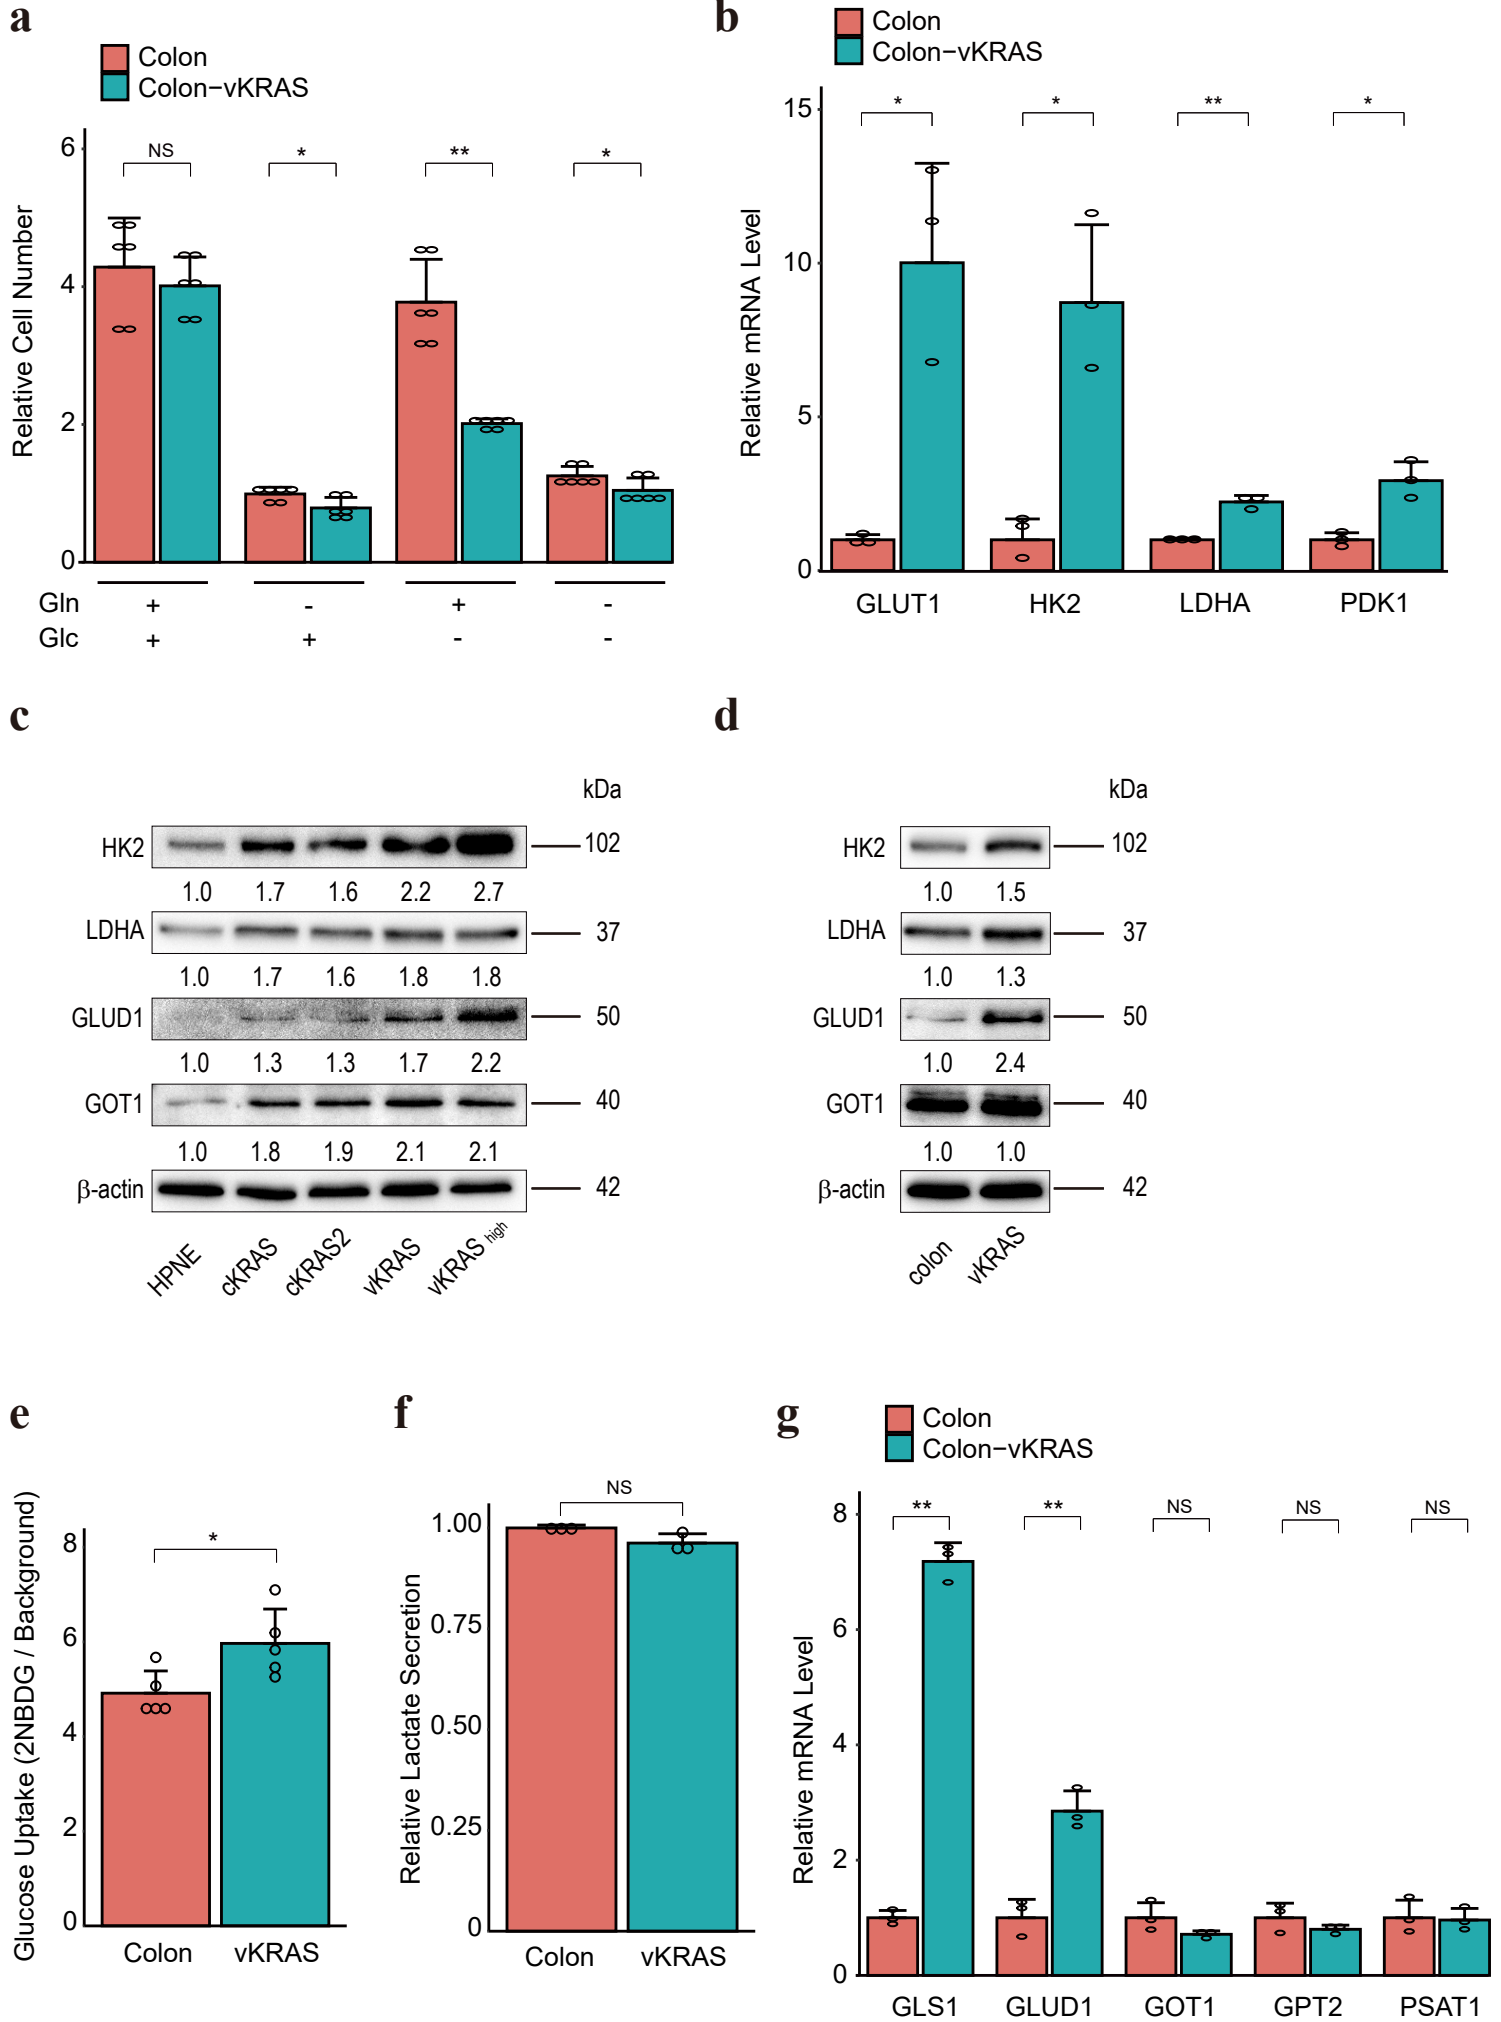 a
Colon
Colon−vKRAS
Relative Cell Number
6
4
2
0
NS
*
**
*
Gln + - + -
Glc + + - -
b
Colon
Colon−vKRAS
Relative mRNA Level
15
10
5
0
*
*
**
*
GLUT1 HK2 LDHA PDK1
c
kDa
HK2 102
1.0 1.7 1.6 2.2 2.7
LDHA 37
1.0 1.7 1.6 1.8 1.8
GLUD1 50
1.0 1.3 1.3 1.7 2.2
GOT1 40
1.0 1.8 1.9 2.1 2.1
β-actin 42
HPNE cKRAS cKRAS2 vKRAS vKRAS high
d
kDa
HK2 102
1.0 1.5
LDHA 37
1.0 1.3
GLUD1 50
1.0 2.4
GOT1 40
1.0 1.0
β-actin 42
colon vKRAS
e
Glucose Uptake (2NBDG / Background)
8
6
4
2
0
*
Colon vKRAS
f
Relative Lactate Secretion
1.00
0.75
0.50
0.25
0
NS
Colon vKRAS
g
Colon
Colon−vKRAS
Relative mRNA Level
8
6
4
2
0
**
**
NS
NS
NS
GLS1 GLUD1 GOT1 GPT2 PSAT1